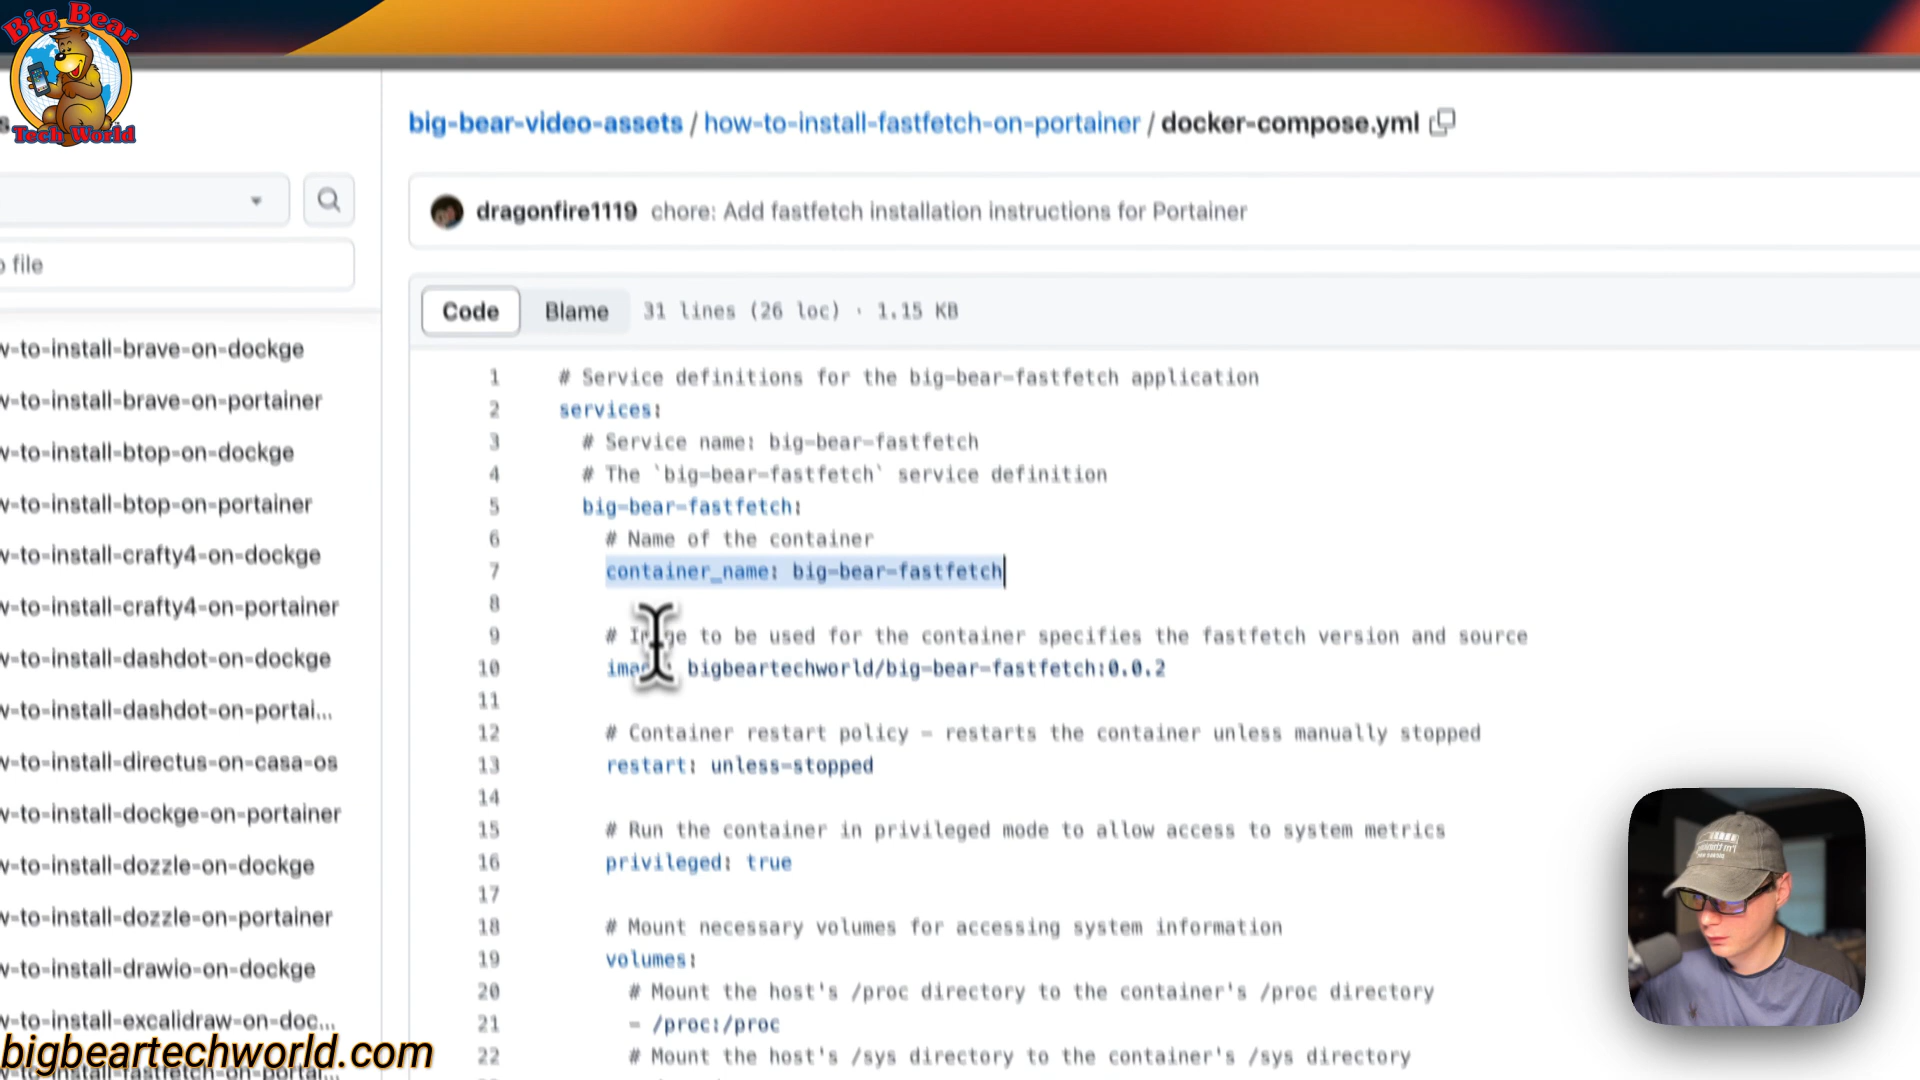 Big Bear
Tech World
big-bear-video-assets / how-to-install-fastfetch-on-portainer / docker-compose.yml
dragonfire1119 chore: Add fastfetch installation instructions for Portainer
file
Code Blame 31 lines (26 loc) · 1.15 KB
w-to-install-brave-on-dockge
w-to-install-brave-on-portainer
w-to-install-btop-on-dockge
w-to-install-btop-on-portainer
w-to-install-crafty4-on-dockge
w-to-install-crafty4-on-portainer
w-to-install-dashdot-on-dockge
w-to-install-dashdot-on-portai...
w-to-install-directus-on-casa-os
w-to-install-dockge-on-portainer
w-to-install-dozzle-on-dockge
w-to-install-dozzle-on-portainer
w-to-install-drawio-on-dockge
w-to-install-excalidraw-on-doc...
w-to-install-fastfetch-on-portai...
1 # Service definitions for the big-bear-fastfetch application
2 services:
3 # Service name: big-bear-fastfetch
4 # The `big-bear-fastfetch` service definition
5 big-bear-fastfetch:
6 # Name of the container
7 container_name: big-bear-fastfetch
8
9 # Image to be used for the container specifies the fastfetch version and source
10 image: bigbeartechworld/big-bear-fastfetch:0.0.2
11
12 # Container restart policy - restarts the container unless manually stopped
13 restart: unless-stopped
14
15 # Run the container in privileged mode to allow access to system metrics
16 privileged: true
17
18 # Mount necessary volumes for accessing system information
19 volumes:
20 # Mount the host's /proc directory to the container's /proc directory
21 - /proc:/proc
22 # Mount the host's /sys directory to the container's /sys directory
bigbeartechworld.com